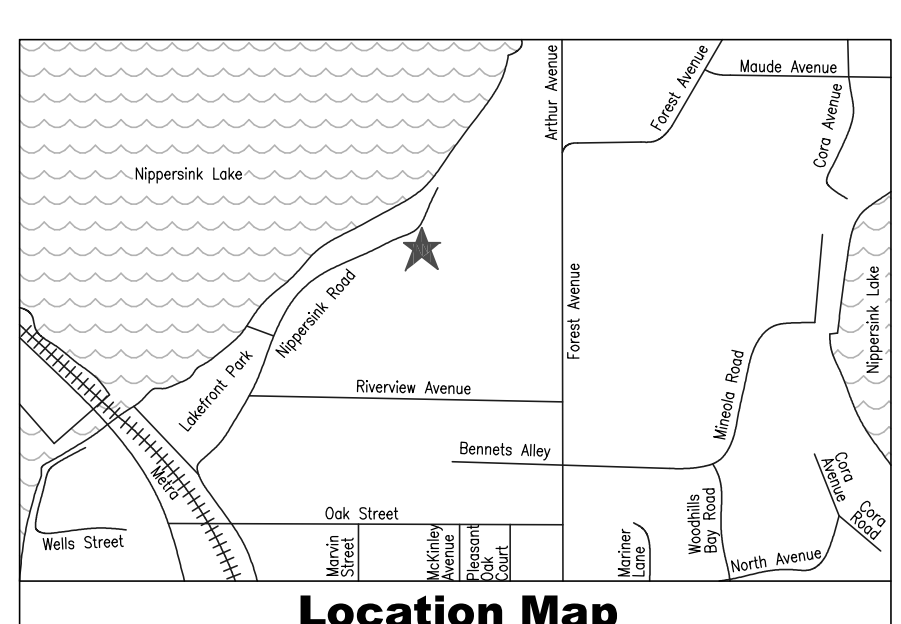 Arthur Avenue
Forest Avenue
Maude Avenue
Cora Avenue
Nippersink Lake
Nippersink Road
Forest Avenue
Nippersink Lake
Lakefront Park
Riverview Avenue
Mineola Road
Bennets Alley
Metra
Cora
Avenue
Cora
Road
Woodhills
Bay Road
Oak Street
Wells Street
Marvin
Street
McKinley
Avenue
Pleasant
Oak
Court
Mariner
Lane
North Avenue
Location Map